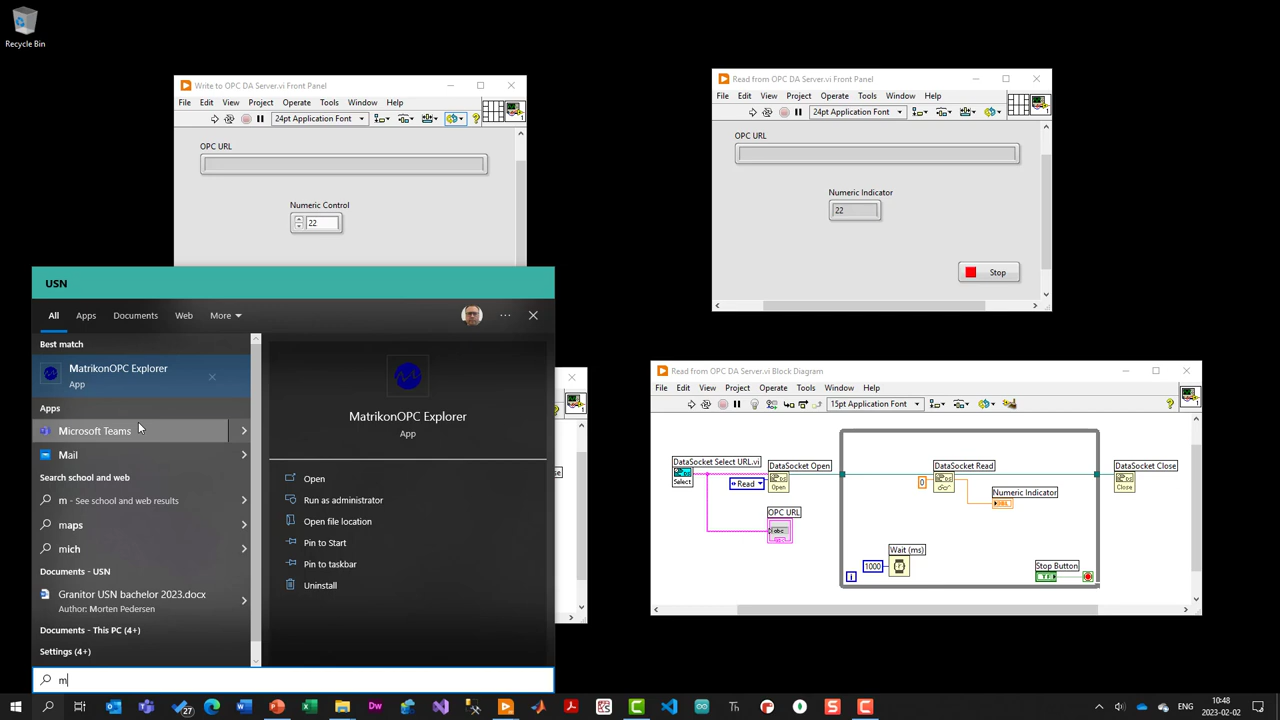 Recycle Bin
Write to OPC DA Server.vi Front Panel
File Edit View Project Operate Tools Window Help
24pt Application Font
OPC URL
Numeric Control
22
Read from OPC DA Server.vi Front Panel
File Edit View Project Operate Tools Window Help
24pt Application Font
OPC URL
Numeric Indicator
22
Stop
USN
All Apps Documents Web More
Best match
MatrikonOPC Explorer
App
Apps
Microsoft Teams
Mail
Search school and web
m - See school and web results
maps
mich
Documents - USN
Granitor USN bachelor 2023.docx
Author: Morten Pedersen
Documents - This PC (4+)
Settings (4+)
m
MatrikonOPC Explorer
App
Open
Run as administrator
Open file location
Pin to Start
Pin to taskbar
Uninstall
Read from OPC DA Server.vi Block Diagram
File Edit View Project Operate Tools Window Help
15pt Application Font
DataSocket Select URL.vi
Select
DataSocket Open
Read
Open
OPC URL
abc
DataSocket Read
0
Numeric Indicator
DBL
DataSocket Close
Close
Wait (ms)
1000
i
Stop Button
TF
27
10:48
2023-02-02